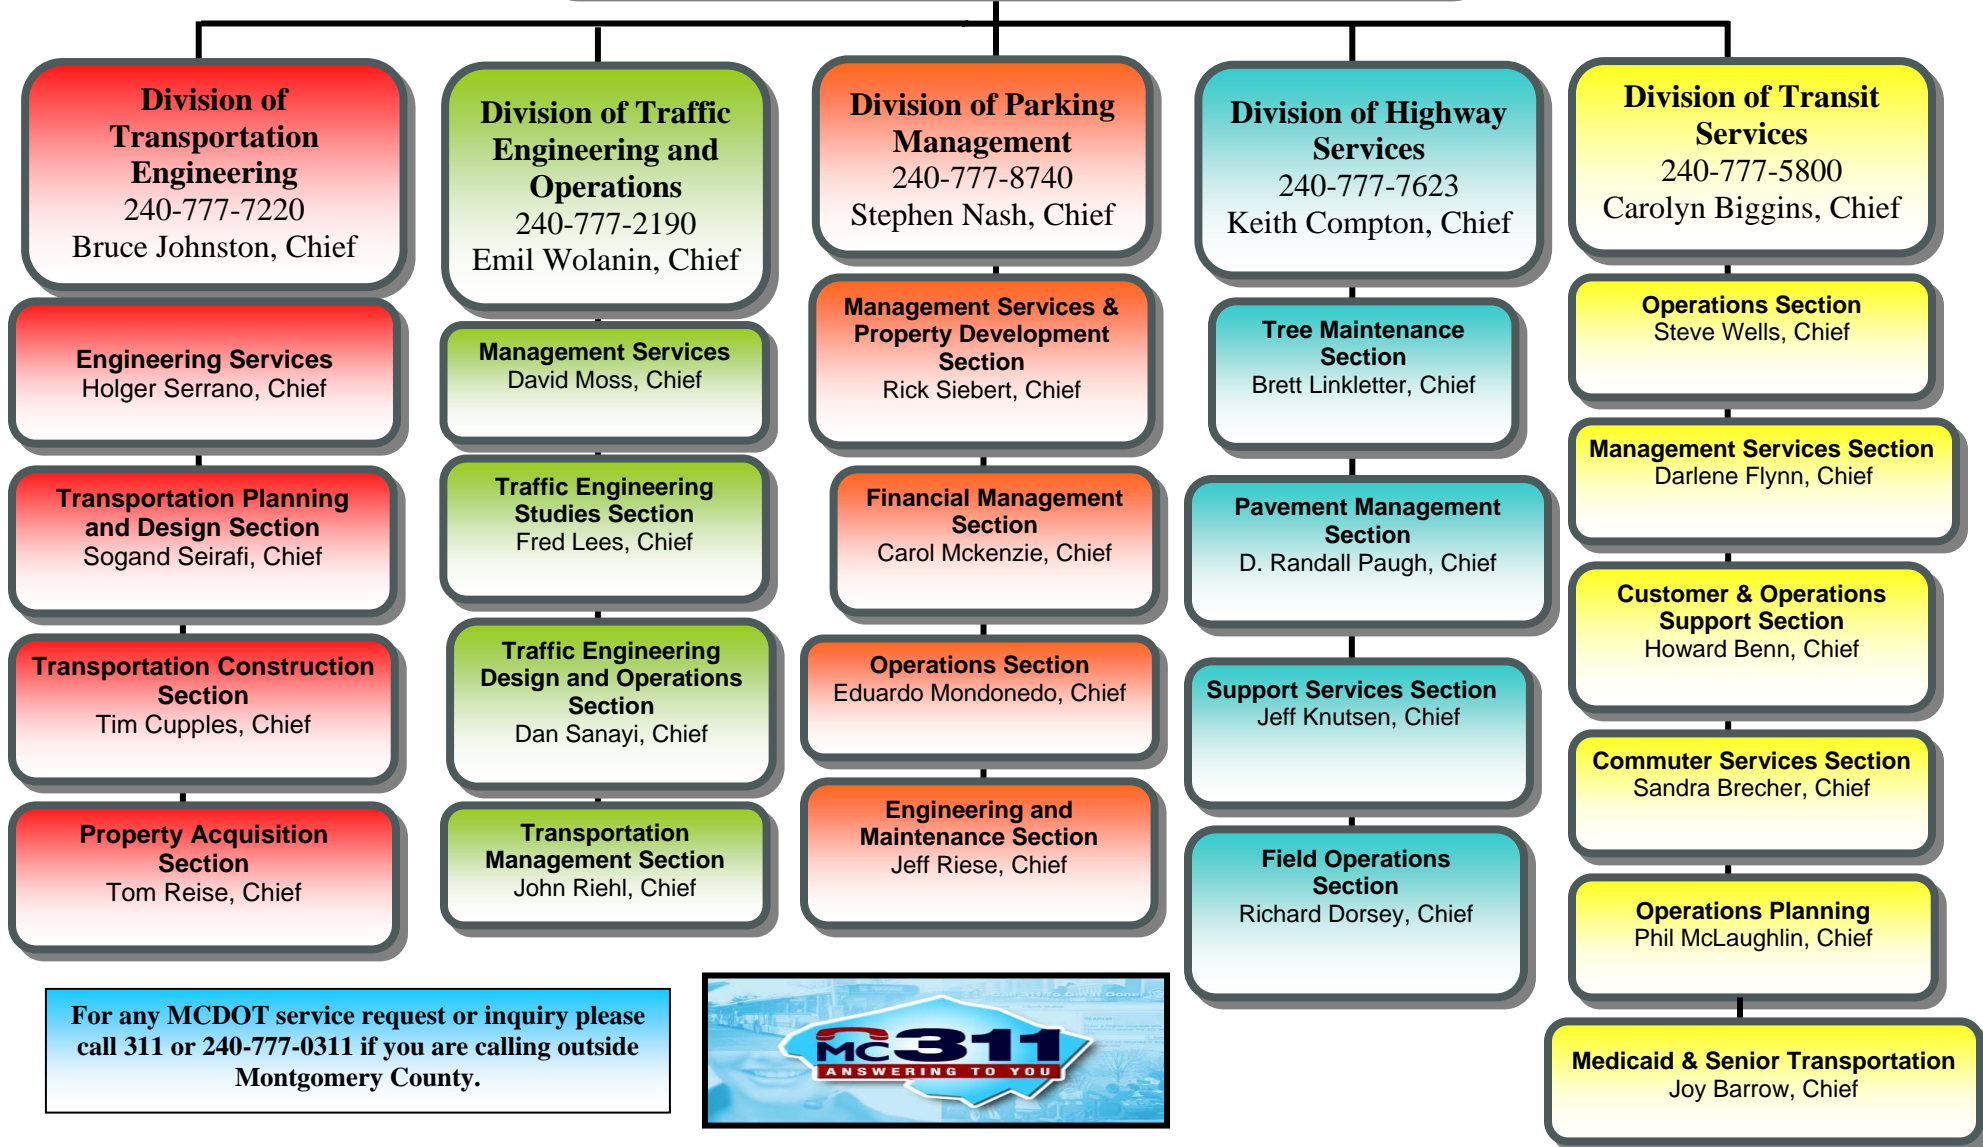 Division of
Transportation
Engineering
240-777-7220
Bruce Johnston, Chief
Engineering Services
Holger Serrano, Chief
Transportation Planning
and Design Section
Sogand Seirafi, Chief
Transportation Construction
Section
Tim Cupples, Chief
Property Acquisition
Section
Tom Reise, Chief
Division of Traffic
Engineering and
Operations
240-777-2190
Emil Wolanin, Chief
Management Services
David Moss, Chief
Traffic Engineering
Studies Section
Fred Lees, Chief
Traffic Engineering
Design and Operations
Section
Dan Sanayi, Chief
Transportation
Management Section
John Riehl, Chief
Division of Parking
Management
240-777-8740
Stephen Nash, Chief
Management Services &
Property Development
Section
Rick Siebert, Chief
Financial Management
Section
Carol Mckenzie, Chief
Operations Section
Eduardo Mondonedo, Chief
Engineering and
Maintenance Section
Jeff Riese, Chief
Division of Highway
Services
240-777-7623
Keith Compton, Chief
Tree Maintenance
Section
Brett Linkletter, Chief
Pavement Management
Section
D. Randall Paugh, Chief
Support Services Section
Jeff Knutsen, Chief
Field Operations
Section
Richard Dorsey, Chief
Division of Transit
Services
240-777-5800
Carolyn Biggins, Chief
Operations Section
Steve Wells, Chief
Management Services Section
Darlene Flynn, Chief
Customer & Operations
Support Section
Howard Benn, Chief
Commuter Services Section
Sandra Brecher, Chief
Operations Planning
Phil McLaughlin, Chief
Medicaid & Senior Transportation
Joy Barrow, Chief
For any MCDOT service request or inquiry please
call 311 or 240-777-0311 if you are calling outside
Montgomery County.
MC311
ANSWERING TO YOU